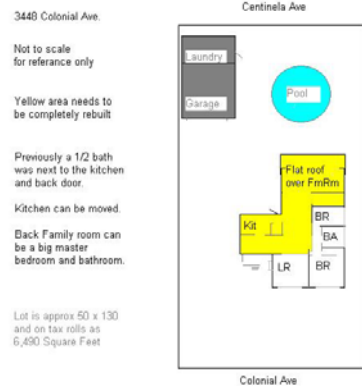 Centinela Ave
3448 Colonial Ave.
Not to scale
for referance only
Yellow area needs to
be completely rebuilt
Previously a 1/2 bath
was next to the kitchen
and back door.
Kitchen can be moved.
Back Family room can
be a big master
bedroom and bathroom.
Lot is approx 50 x 130
and on tax rolls as
6,490 Square Feet
Laundry
Garage
Pool
Flat roof
over FmRm
Kit
BR
BA
LR
BR
Colonial Ave